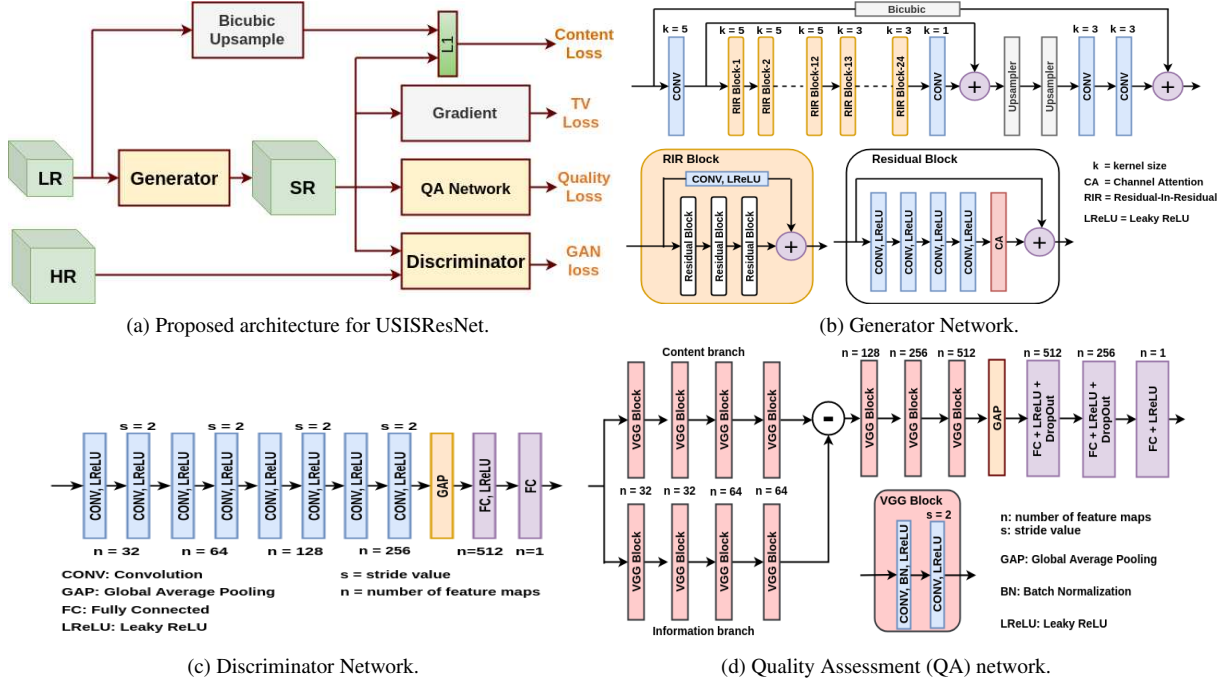 Bicubic
Upsample
L1
Content
Loss
Gradient
TV
Loss
LR
Generator
SR
QA Network
Quality
Loss
HR
Discriminator
GAN
loss
(a) Proposed architecture for USISResNet.
Bicubic
k = 5
k = 5
k = 5
k = 5
k = 3
k = 3
k = 1
k = 3
k = 3
CONV
RIR Block-1
RIR Block-2
RIR Block-12
RIR Block-13
RIR Block-24
CONV
+
Upsampler
Upsampler
CONV
CONV
+
RIR Block
CONV, LReLU
Residual Block
Residual Block
Residual Block
+
Residual Block
CONV, LReLU
CONV, LReLU
CONV, LReLU
CONV, LReLU
CA
+
k = kernel size
CA = Channel Attention
RIR = Residual-In-Residual
LReLU = Leaky ReLU
(b) Generator Network.
s = 2
s = 2
s = 2
s = 2
CONV, LReLU
CONV, LReLU
CONV, LReLU
CONV, LReLU
CONV, LReLU
CONV, LReLU
CONV, LReLU
CONV, LReLU
GAP
FC, LReLU
FC
n = 32
n = 64
n = 128
n = 256
n=512
n=1
CONV: Convolution
GAP: Global Average Pooling
FC: Fully Connected
LReLU: Leaky ReLU
s = stride value
n = number of feature maps
(c) Discriminator Network.
Content branch
VGG Block
VGG Block
VGG Block
VGG Block
n = 32
n = 32
n = 64
n = 64
VGG Block
VGG Block
VGG Block
VGG Block
Information branch
-
n = 128
n = 256
n = 512
n = 512
n = 256
n = 1
VGG Block
VGG Block
VGG Block
GAP
FC + LReLU +
DropOut
FC + LReLU +
DropOut
FC + LReLU
VGG Block
s = 2
CONV, BN, LReLU
CONV, LReLU
n: number of feature maps
s: stride value
GAP: Global Average Pooling
BN: Batch Normalization
LReLU: Leaky ReLU
(d) Quality Assessment (QA) network.